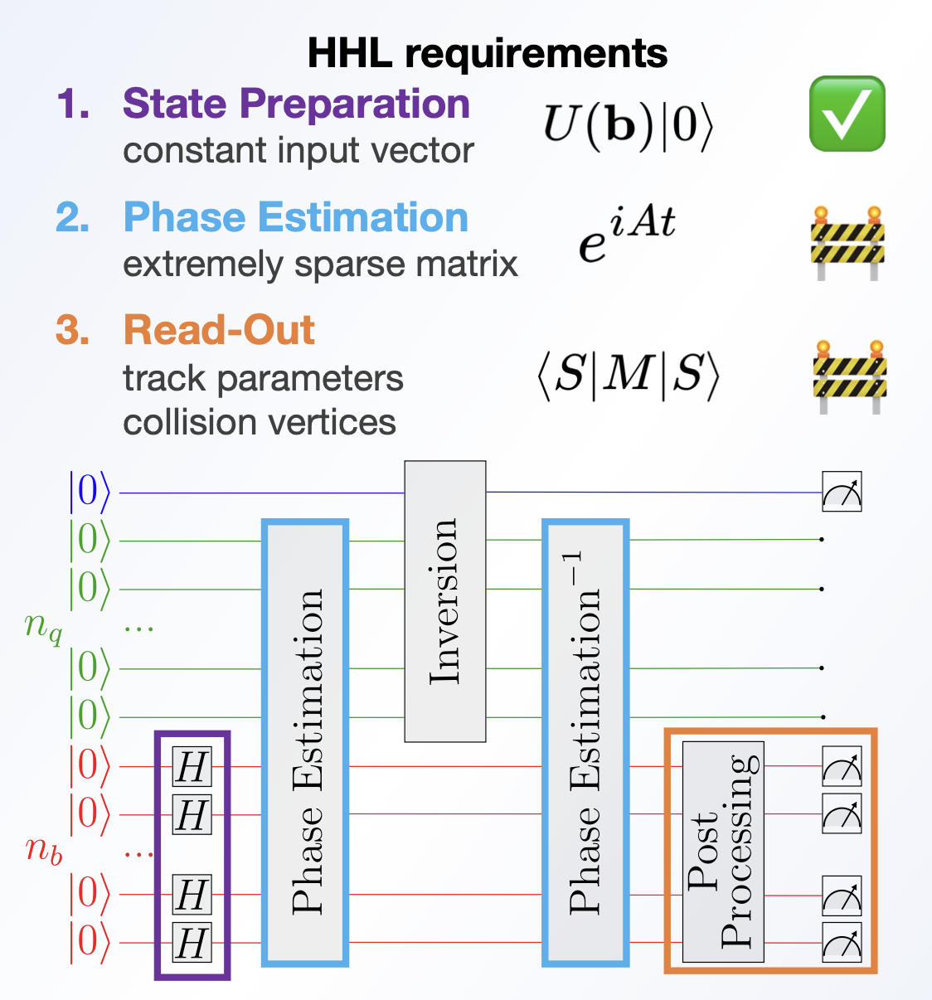 HHL requirements
1. State Preparation
constant input vector
U(𝐛)|0⟩
2. Phase Estimation
extremely sparse matrix
e^{iAt}
3. Read-Out
track parameters
collision vertices
⟨S|M|S⟩
|0⟩
|0⟩
|0⟩
n_q ...
|0⟩
|0⟩
|0⟩ H
|0⟩ H
n_b ...
|0⟩ H
|0⟩ H
Phase Estimation
Inversion
Phase Estimation^{-1}
Post
Processing